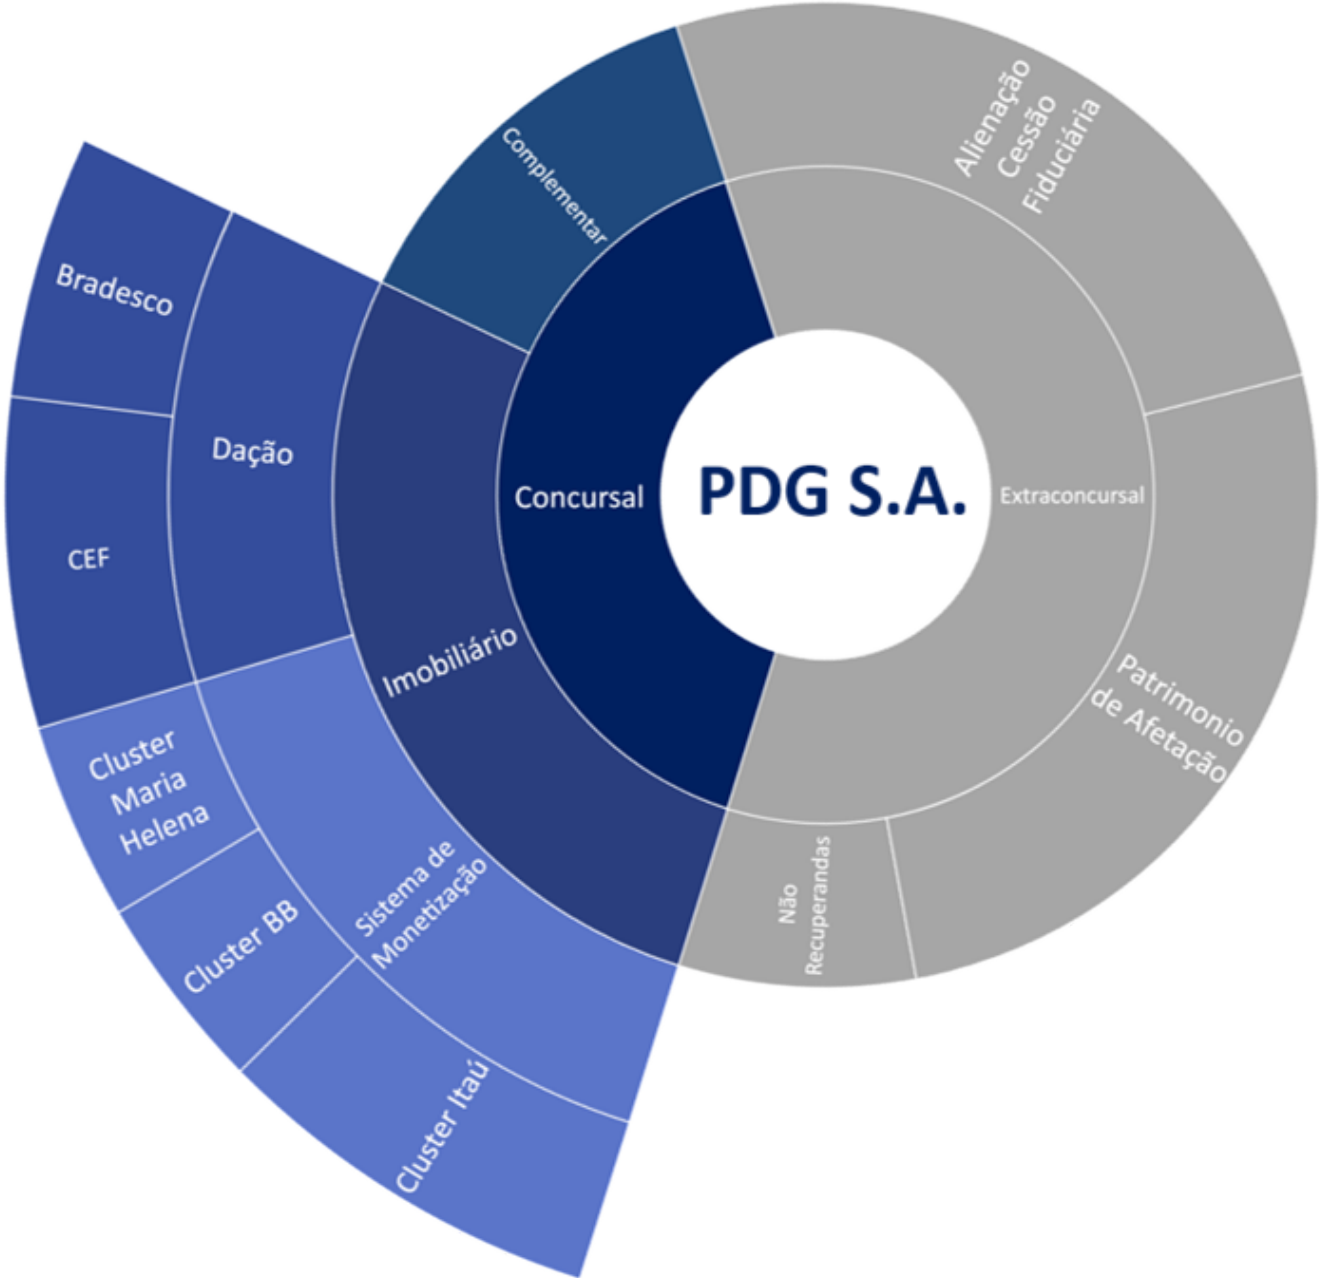 PDG S.A.
Concursal
Extraconcursal
Complementar
Imobiliário
Dação
Bradesco
CEF
Sistema de
Monetização
Cluster
Maria
Helena
Cluster BB
Cluster Itaú
Alienação
Cessão
Fiduciária
Patrimonio
de Afetação
Não
Recuperandas